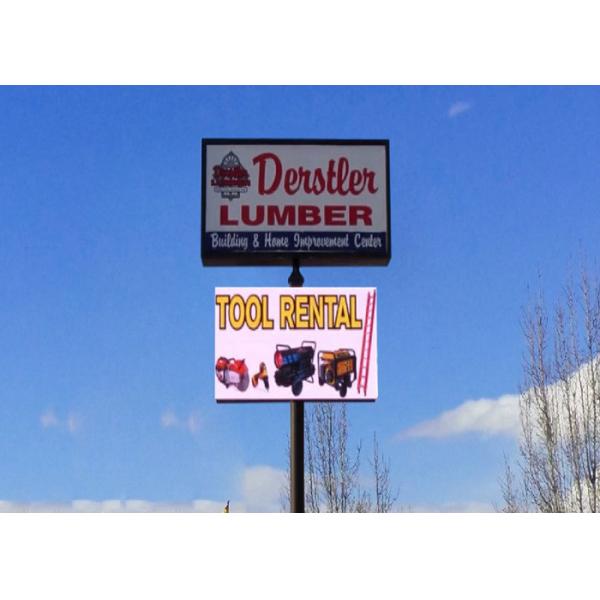 Derstler
LUMBER
Building & Home Improvement Center
TOOL RENTAL